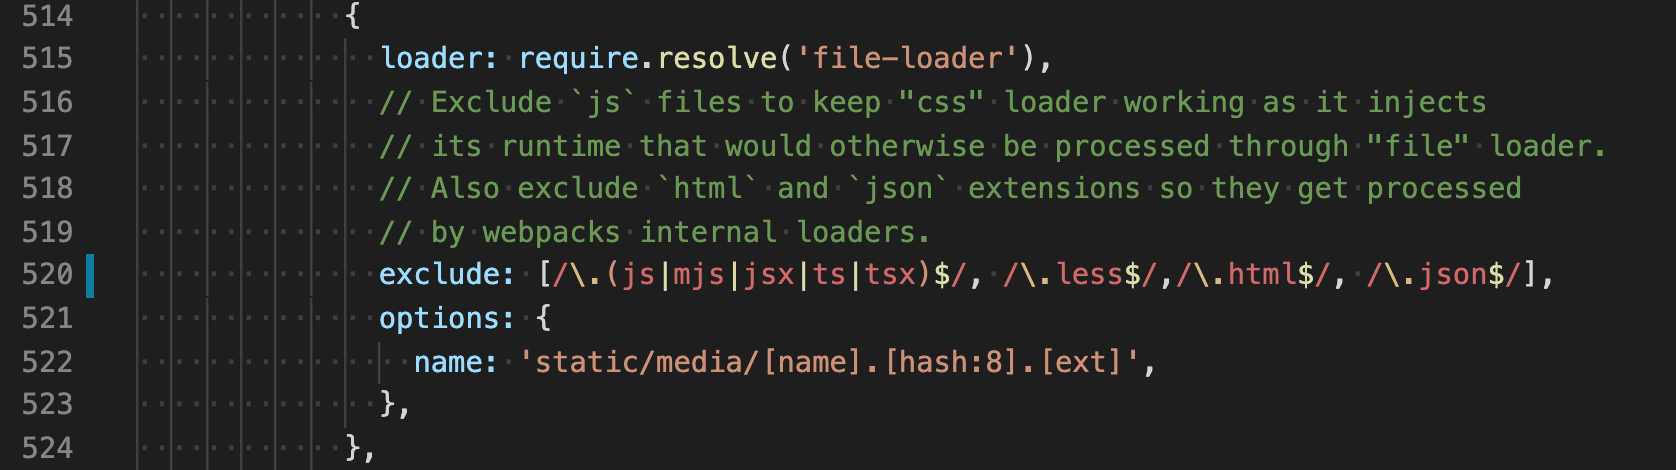 514 {
515 loader: require.resolve('file-loader'),
516 // Exclude `js` files to keep "css" loader working as it injects
517 // its runtime that would otherwise be processed through "file" loader.
518 // Also exclude `html` and `json` extensions so they get processed
519 // by webpacks internal loaders.
520 exclude: [/\.(js|mjs|jsx|ts|tsx)$/, /\.less$/,/\.html$/, /\.json$/],
521 options: {
522 name: 'static/media/[name].[hash:8].[ext]',
523 },
524 },